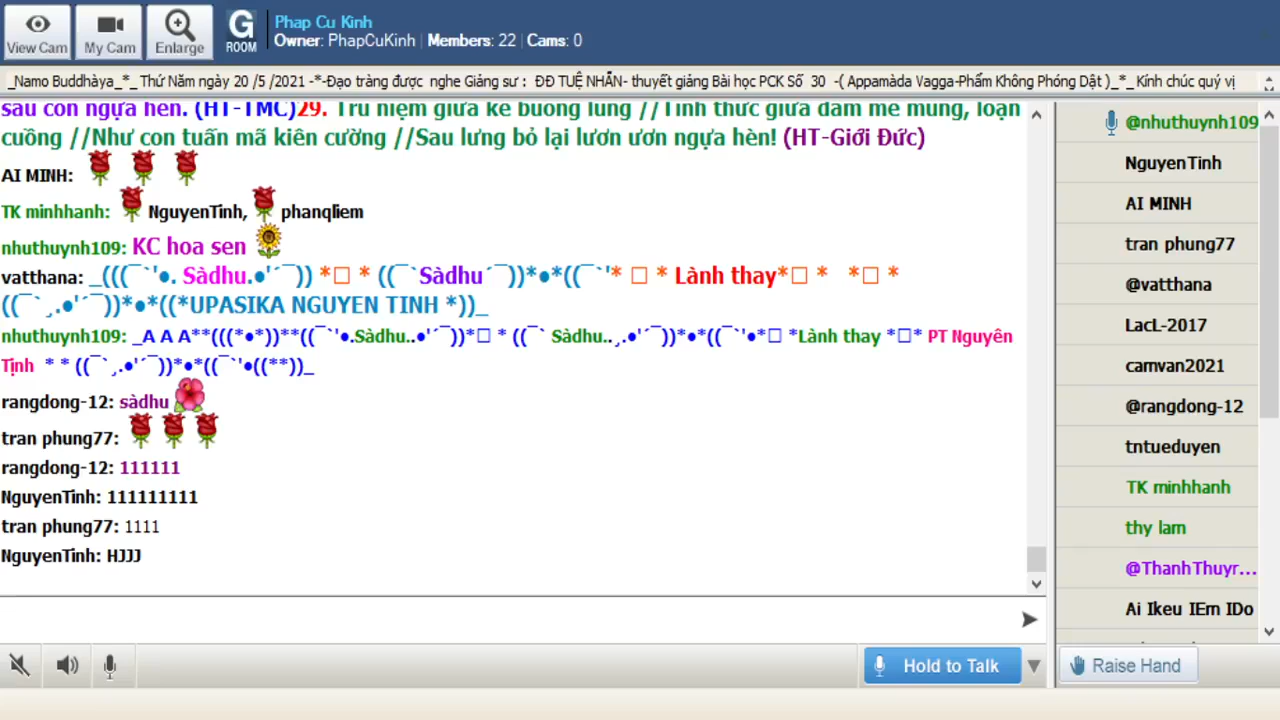 View Cam
My Cam
Enlarge
G
ROOM
Phap Cu Kinh
Owner: PhapCuKinh | Members: 22 | Cams: 0
_Namo Buddhàya_*_ Thứ Năm ngày 20 /5 /2021 -*-Đạo tràng được nghe Giảng sư : ĐĐ TUỆ NHẪN- thuyết giảng Bài học PCK Số 30 -( Appamàda Vagga-Phẩm Không Phóng Dật )_*_ Kính chúc quý vị
sau con ngựa hèn. (HT-TMC)29. Trú niệm giữa kẻ buông lung //Tỉnh thức giữa đám mê mung, loạn
cuồng //Như con tuấn mã kiên cường //Sau lưng bỏ lại lươn ươn ngựa hèn! (HT-Giới Đức)
AI MINH:
TK minhhanh: NguyenTinh, phanqliem
nhuthuynh109: KC hoa sen
vatthana: _(((¯`'●. Sàdhu.●'´¯)) *□ * ((¯`Sàdhu´¯))*●*((¯`'* □ * Lành thay*□ * *□ *
((¯`¸.●'´¯))*●*((*UPASIKA NGUYEN TINH *))_
nhuthuynh109: _A A A**(((*●*))**((¯`'●.Sàdhu..●'´¯))*□ * ((¯` Sàdhu..¸.●'´¯))*●*((¯`'●*□ *Lành thay *□* PT Nguyên
Tịnh * * ((¯`¸.●'´¯))*●*((¯`'●((**))_
rangdong-12: sàdhu
tran phung77:
rangdong-12: 111111
NguyenTinh: 111111111
tran phung77: 1111
NguyenTinh: HJJJ
Hold to Talk
@nhuthuynh109
NguyenTinh
AI MINH
tran phung77
@vatthana
LacL-2017
camvan2021
@rangdong-12
tntueduyen
TK minhhanh
thy lam
@ThanhThuyr...
Ai Ikeu IEm IDo
Raise Hand